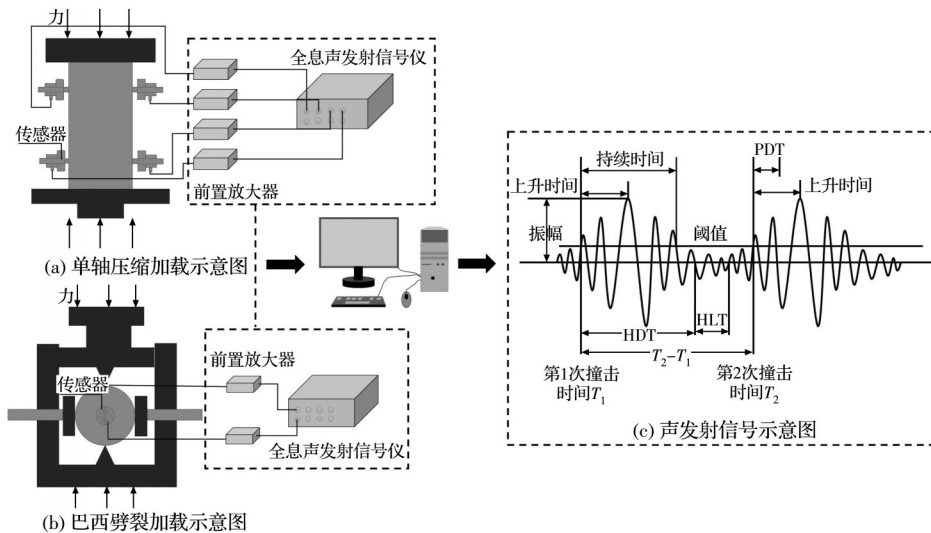 力
全息声发射信号仪
传感器
前置放大器
(a) 单轴压缩加载示意图
力
前置放大器
传感器
全息声发射信号仪
(b) 巴西劈裂加载示意图
PDT
持续时间
上升时间
上升时间
振幅
阈值
HDT
HLT
T₂−T₁
第1次撞击
时间T₁
第2次撞击
时间T₂
(c) 声发射信号示意图